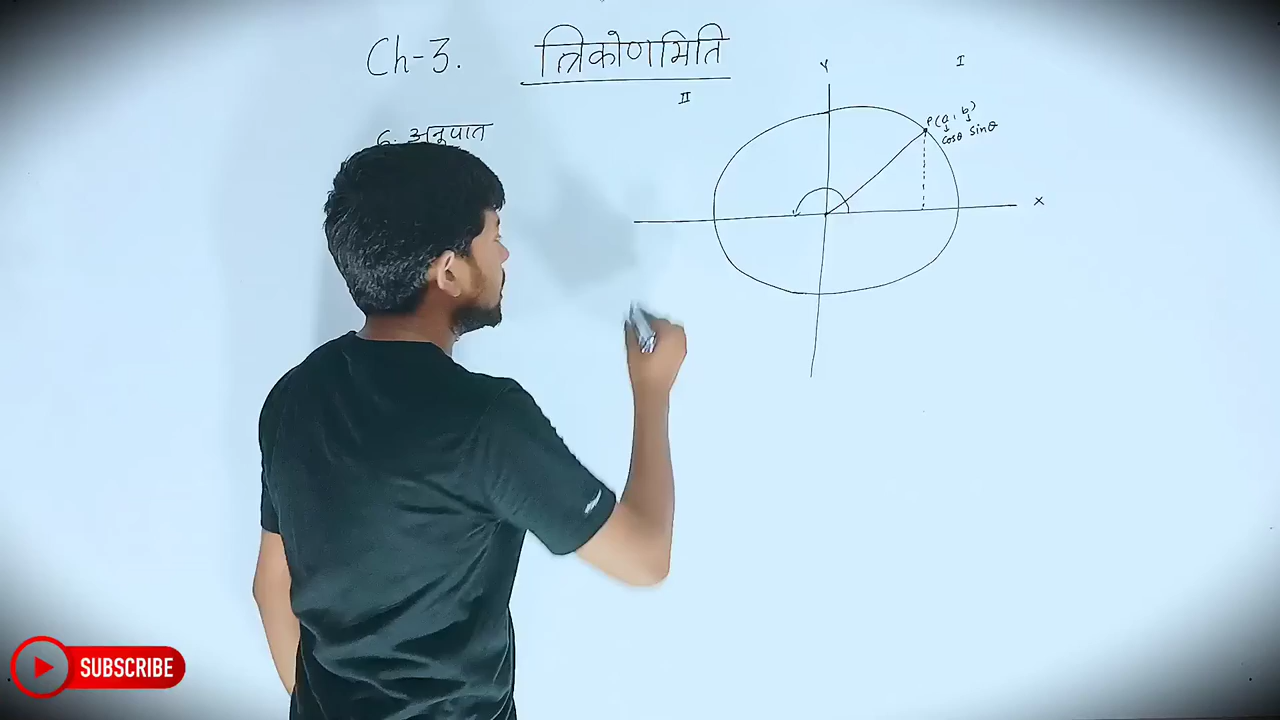 Ch-3. त्रिकोणमिति
II
6. अनुपात
Y
I
P(a, b)
cosθ sinθ
X
SUBSCRIBE